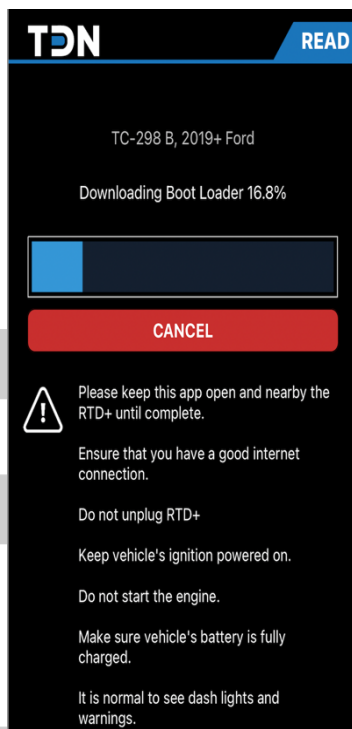 TDN
READ
TC-298 B, 2019+ Ford
Downloading Boot Loader 16.8%
CANCEL
Please keep this app open and nearby the
RTD+ until complete.
Ensure that you have a good internet
connection.
Do not unplug RTD+
Keep vehicle's ignition powered on.
Do not start the engine.
Make sure vehicle's battery is fully
charged.
It is normal to see dash lights and
warnings.